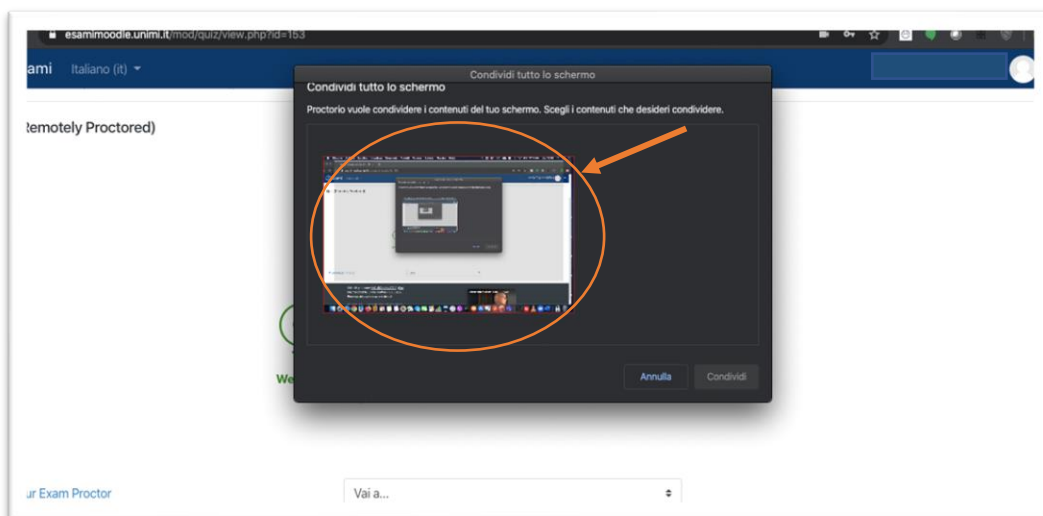 esamimoodle.unimi.it/mod/quiz/view.php?id=153
ami Italiano (it)
Condividi tutto lo schermo
Condividi tutto lo schermo
Proctorio vuole condividere i contenuti del tuo schermo. Scegli i contenuti che desideri condividere.
Remotely Proctored)
Annulla Condividi
We
ur Exam Proctor
Vai a...